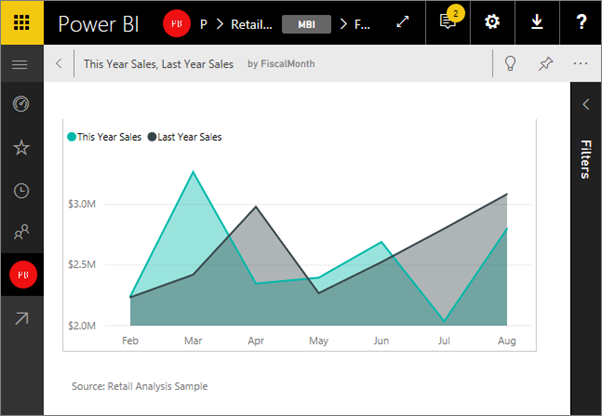 Power BI PB P > Retail... MBI > F... 2 ?
This Year Sales, Last Year Sales by FiscalMonth ...
Filters
This Year Sales Last Year Sales
$3.0M
$2.5M
$2.0M
Feb Mar Apr May Jun Jul Aug
PB
Source: Retail Analysis Sample